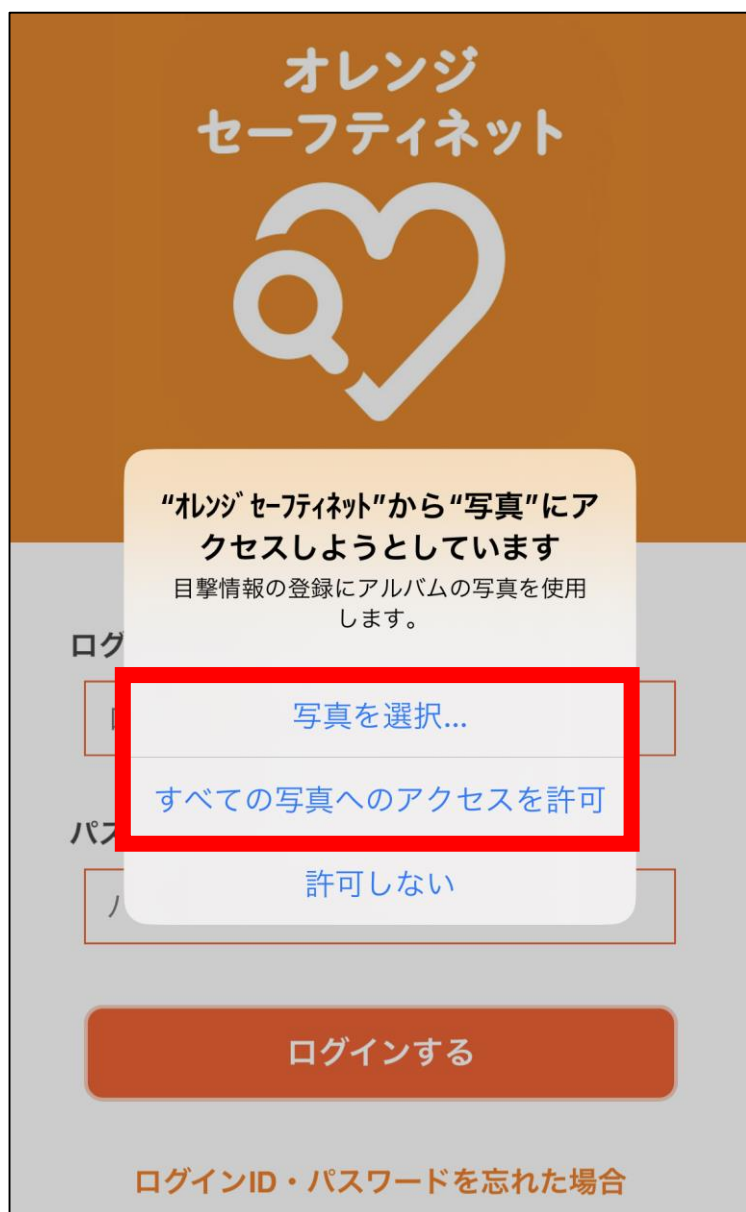 オレンジ
セーフティネット
“ｵﾚﾝｼﾞ ｾｰﾌﾃｨﾈｯﾄ”から“写真”にア
クセスしようとしています
目撃情報の登録にアルバムの写真を使用
します。
ログ
写真を選択...
すべての写真へのアクセスを許可
パス
許可しない
ログインする
ログインID・パスワードを忘れた場合